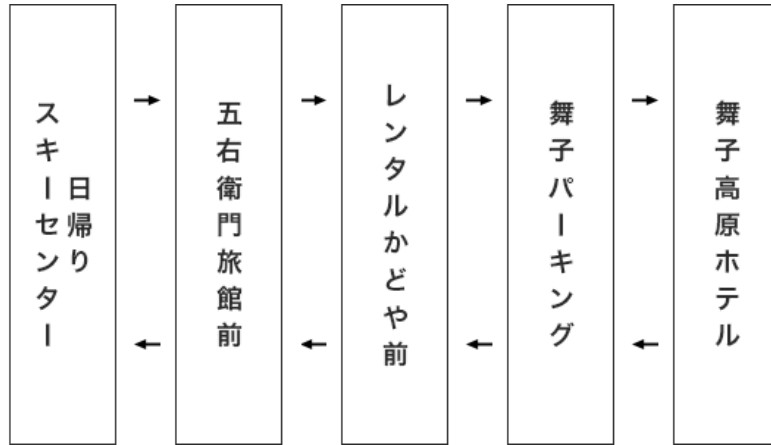 日帰り
スキーセンター
五右衛門旅館前
レンタルかどや前
舞子パーキング
舞子高原ホテル